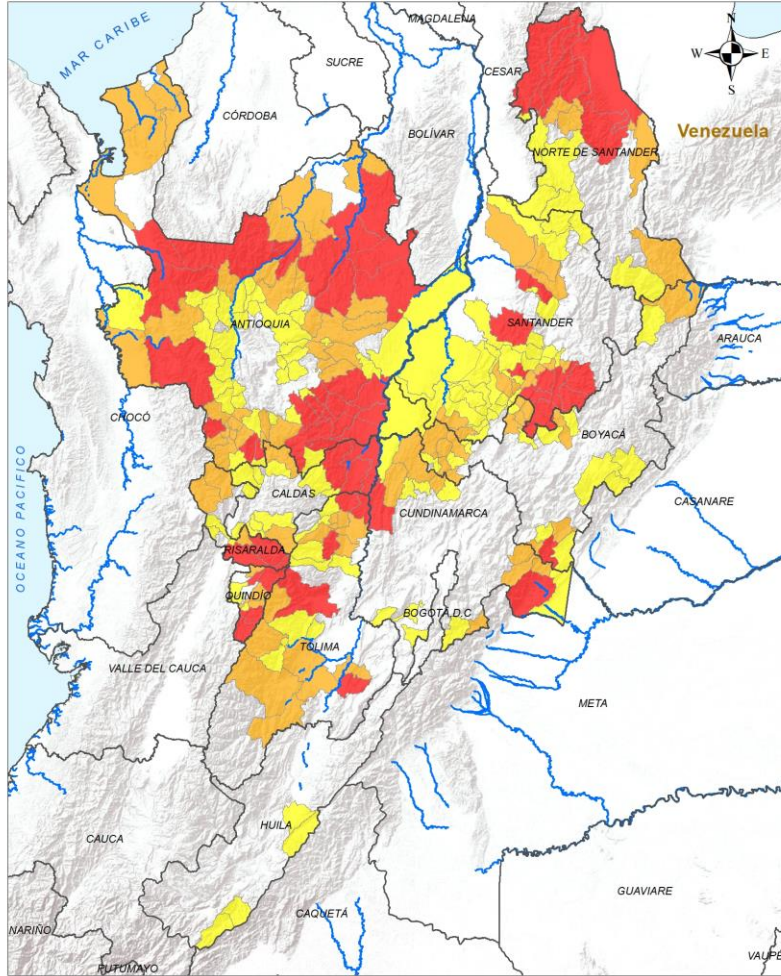 MAGDALENA
N
W E
S
MAR CARIBE
SUCRE
CESAR
CÓRDOBA
BOLÍVAR
Venezuela
NORTE DE SANTANDER
ANTIOQUIA
SANTANDER
ARAUCA
CHOCÓ
BOYACÁ
OCEANO PACIFICO
CALDAS
CUNDINAMARCA
CASANARE
RISARALDA
QUINDÍO
BOGOTÁ,D,C
TOLIMA
VALLE DEL CAUCA
META
HUILA
CAUCA
GUAVIARE
CAQUETÁ
NARIÑO
PUTUMAYO
VAUPÉ